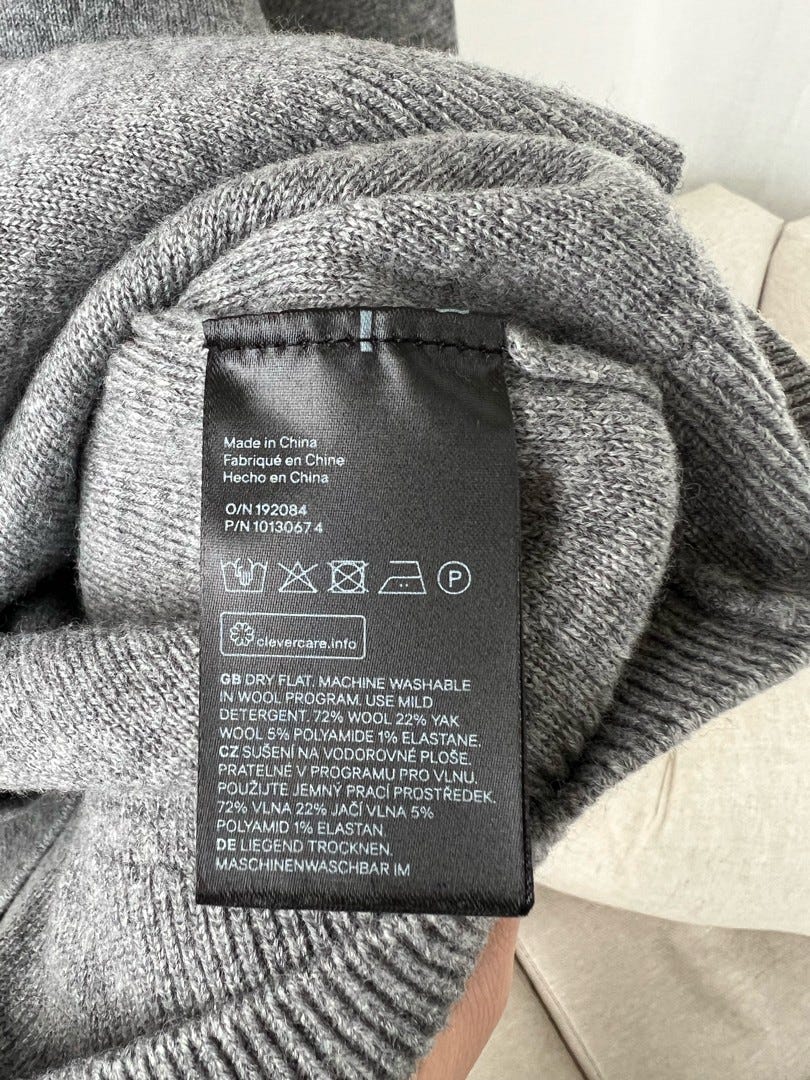 Made in China
Fabriqué en Chine
Hecho en China
O/N 192084
P/N 1013067 4
P
clevercare.info
GB DRY FLAT. MACHINE WASHABLE
IN WOOL PROGRAM. USE MILD
DETERGENT. 72% WOOL 22% YAK
WOOL 5% POLYAMIDE 1% ELASTANE.
CZ SUŠENÍ NA VODOROVNÉ PLOŠE.
PRATELNÉ V PROGRAMU PRO VLNU.
POUŽIJTE JEMNÝ PRACÍ PROSTŘEDEK.
72% VLNA 22% JAČÍ VLNA 5%
POLYAMID 1% ELASTAN
DE LIEGEND TROCKNEN.
MASCHINENWASCHBAR IM